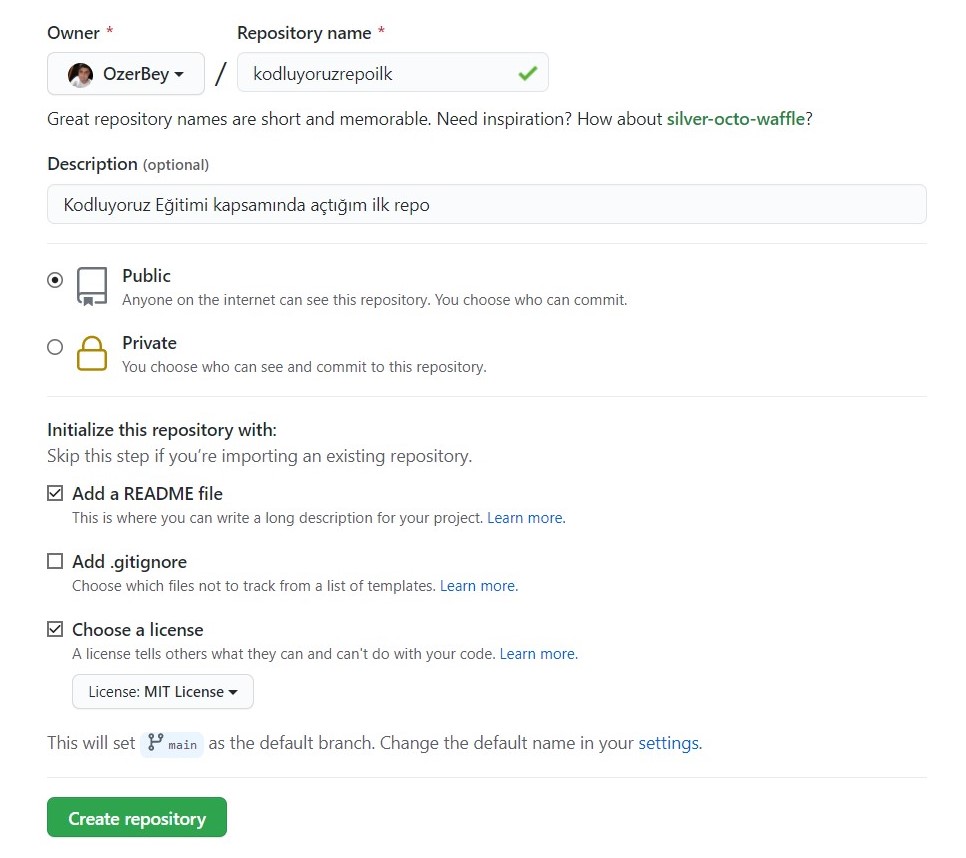 Owner *
Repository name *
OzerBey / kodluyoruzrepoilk
Great repository names are short and memorable. Need inspiration? How about silver-octo-waffle?
Description (optional)
Kodluyoruz Eğitimi kapsamında açtığım ilk repo
Public
Anyone on the internet can see this repository. You choose who can commit.
Private
You choose who can see and commit to this repository.
Initialize this repository with:
Skip this step if you’re importing an existing repository.
Add a README file
This is where you can write a long description for your project. Learn more.
Add .gitignore
Choose which files not to track from a list of templates. Learn more.
Choose a license
A license tells others what they can and can't do with your code. Learn more.
License: MIT License
This will set main as the default branch. Change the default name in your settings.
Create repository